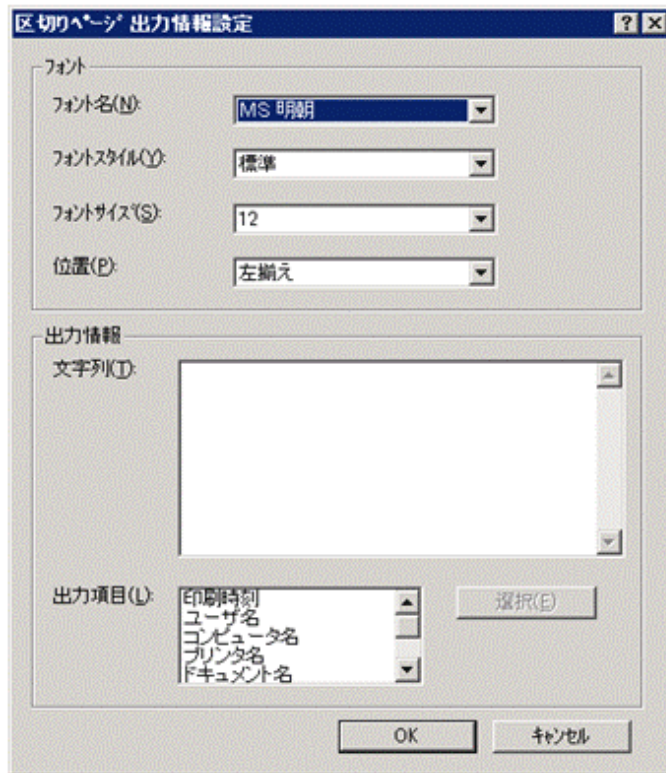 区切りﾍﾟｰｼﾞ 出力情報設定
ﾌｫﾝﾄ
ﾌｫﾝﾄ名(N):
MS 明朝
ﾌｫﾝﾄｽﾀｲﾙ(Y):
標準
ﾌｫﾝﾄｻｲｽﾞ(S):
12
位置(P):
左揃え
出力情報
文字列(T):
出力項目(L):
印刷時刻
ユーザ名
コンピュータ名
プリンタ名
ドキュメント名
選択(E)
OK
ｷｬﾝｾﾙ